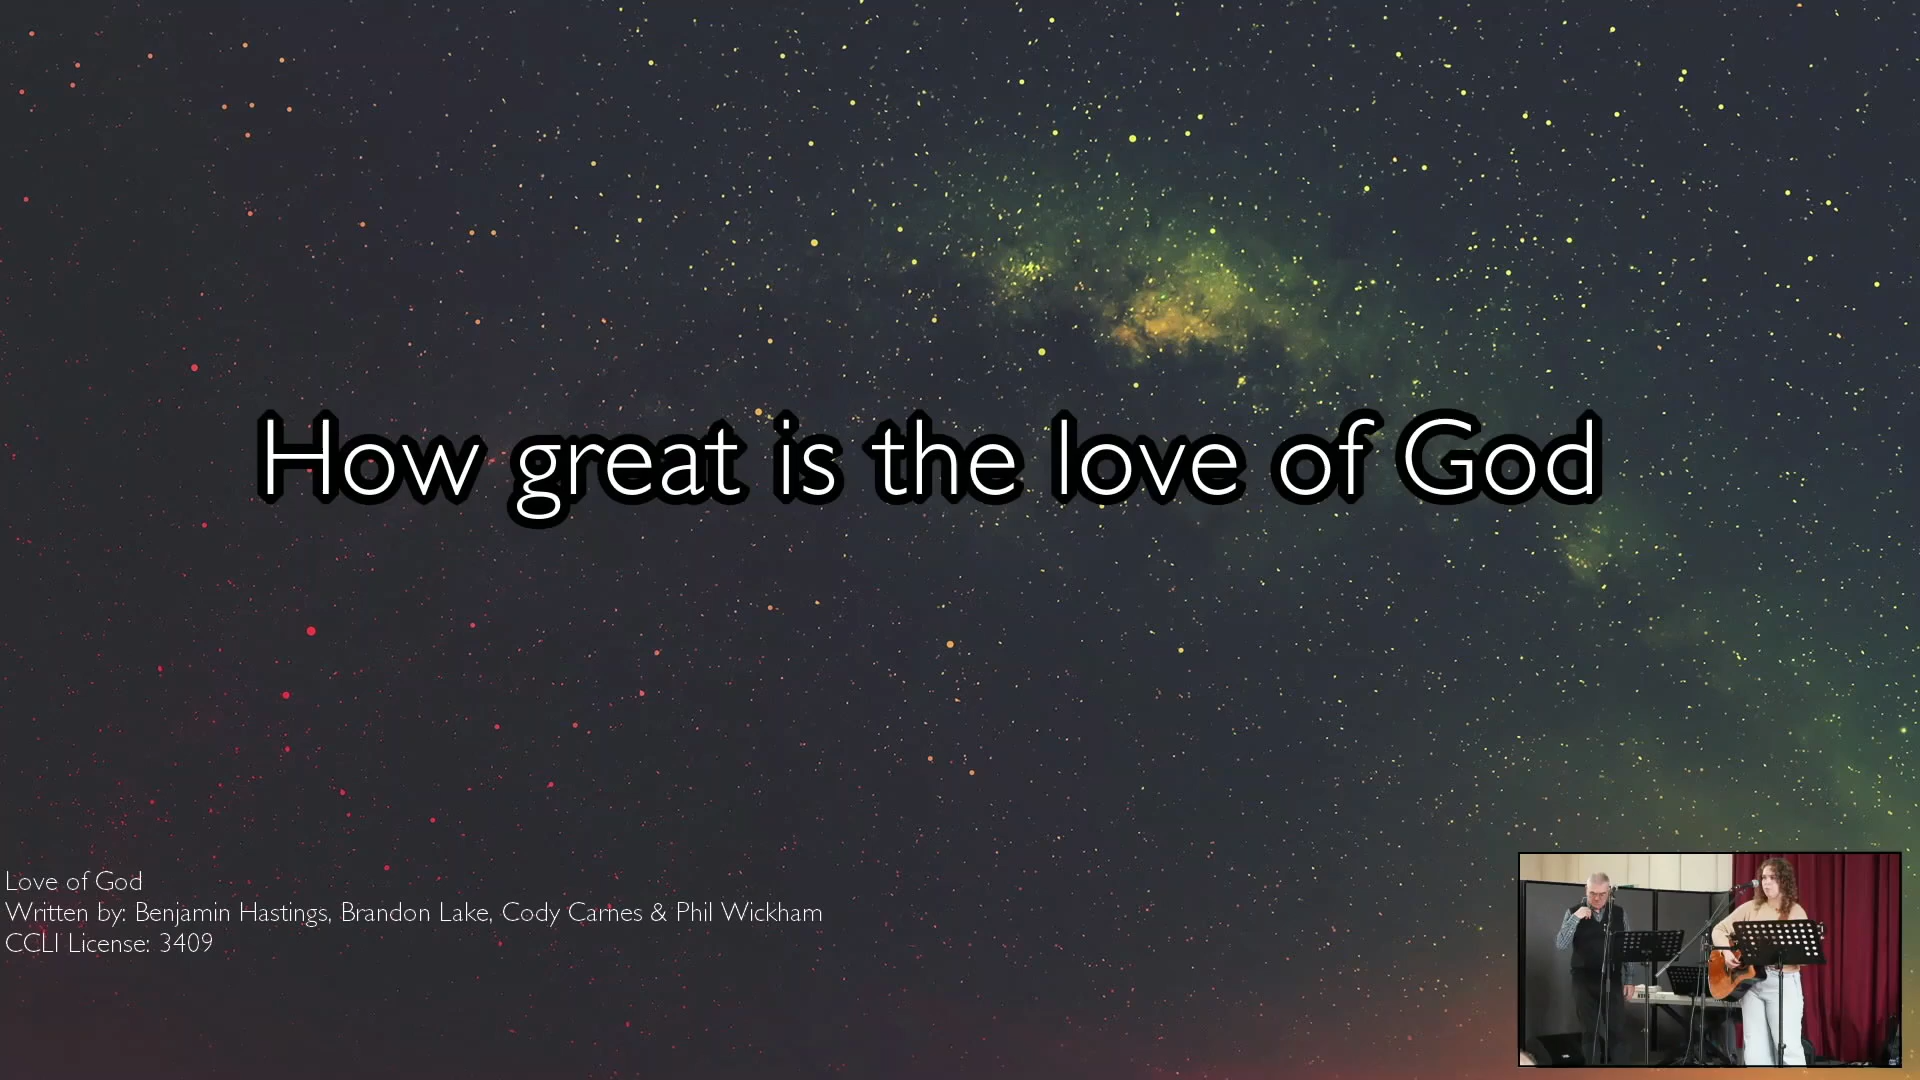 How great is the love of God
Love of God
Written by: Benjamin Hastings, Brandon Lake, Cody Carnes & Phil Wickham
CCLI License: 3409